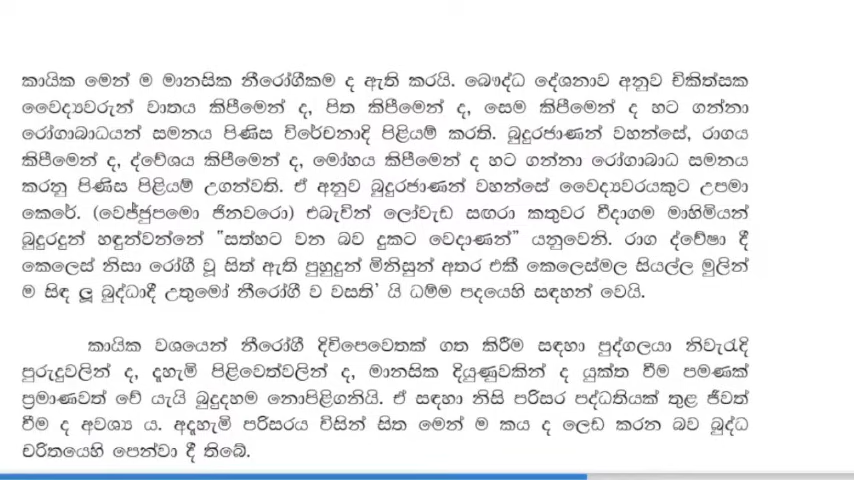 කායික මෙන් ම මානසික නීරෝගීකම ද ඇති කරයි. බෞද්ධ දේශනාව අනුව චිකිත්සක
වෛද්‍යවරුන් වාතය කිපීමෙන් ද, පිත කිපීමෙන් ද, සෙම කිපීමෙන් ද හට ගන්නා
රෝගාබාධයන් සමනය පිණිස විරේචනාදි පිළියම් කරති. බුදුරජාණන් වහන්සේ, රාගය
කිපීමෙන් ද, ද්වේශය කිපීමෙන් ද, මෝහය කිපීමෙන් ද හට ගන්නා රෝගාබාධ සමනය
කරනු පිණිස පිළියම් උගන්වති. ඒ අනුව බුදුරජාණන් වහන්සේ වෛද්‍යවරයකුට උපමා
කෙරේ. (වෙජ්ජුපමො ජිනවරො) එබැවින් ලෝවැඩ සඟරා කතුවර වීදාගම මාහිමියන්
බුදුරදුන් හඳුන්වන්නේ "සත්හට වන බව දුකට වෙදාණන්" යනුවෙනි. රාග ද්වේෂා දී
කෙලෙස් නිසා රෝගී වූ සිත් ඇති පුහුදුන් මිනිසුන් අතර එකී කෙලෙස්මල සියල්ල මුලින්
ම සිඳ ලූ බුද්ධාදී උතුමෝ නීරෝගී ව වසති' යි ධම්ම පදයෙහි සඳහන් වෙයි.
කායික වශයෙන් නීරෝගී දිවිපෙවෙතක් ගත කිරීම සඳහා පුද්ගලයා නිවැරැදි
පුරුදුවලින් ද, දැහැමි පිළිවෙත්වලින් ද, මානසික දියුණුවකින් ද යුක්ත වීම පමණක්
ප්‍රමාණවත් වේ යැයි බුදුදහම නොපිළිගනියි. ඒ සඳහා නිසි පරිසර පද්ධතියක් තුළ ජීවත්
වීම ද අවශ්‍ය ය. අදැහැමි පරිසරය විසින් සිත මෙන් ම කය ද ලෙඩ කරන බව බුද්ධ
චරිතයෙහි පෙන්වා දී තිබේ.